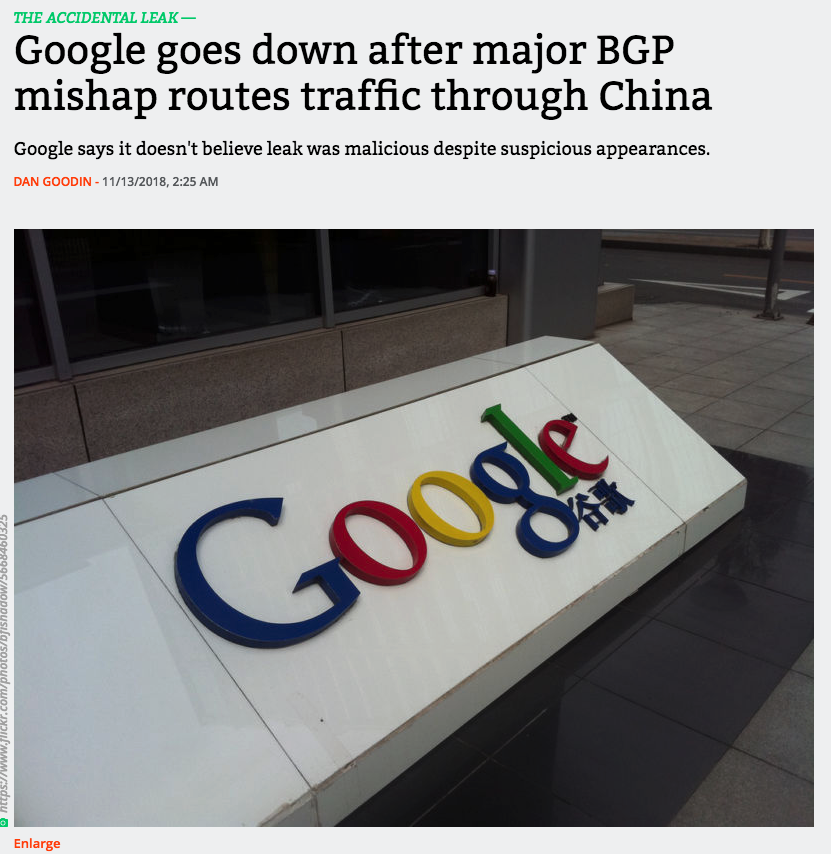 THE ACCIDENTAL LEAK —
Google goes down after major BGP
mishap routes traffic through China
Google says it doesn't believe leak was malicious despite suspicious appearances.
DAN GOODIN - 11/13/2018, 2:25 AM
Google
谷歌
https://www.flickr.com/photos/bfishadow/5668460325
Enlarge